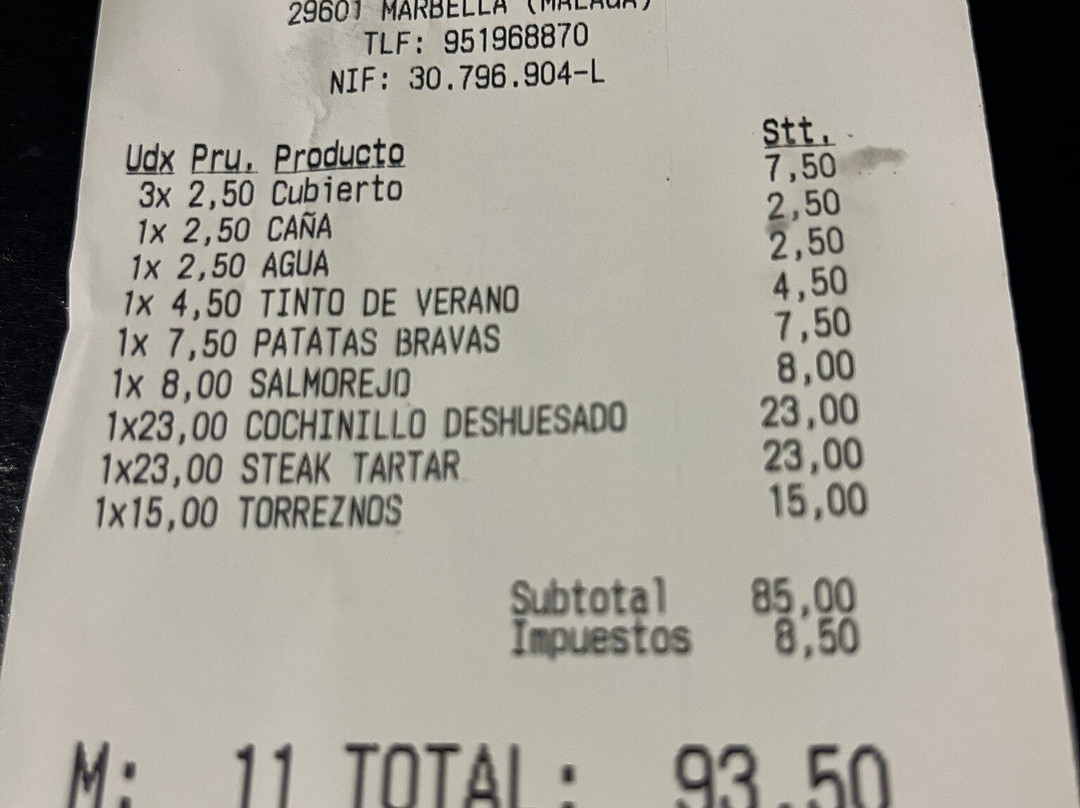 29601 MARBELLA (MALAGA)
TLF: 951968870
NIF: 30.796.904-L
Udx Pru. Producto Stt.
3x 2,50 Cubierto 7,50
1x 2,50 CAÑA 2,50
1x 2,50 AGUA 2,50
1x 4,50 TINTO DE VERANO 4,50
1x 7,50 PATATAS BRAVAS 7,50
1x 8,00 SALMOREJO 8,00
1x23,00 COCHINILLO DESHUESADO 23,00
1x23,00 STEAK TARTAR 23,00
1x15,00 TORREZNOS 15,00
Subtotal 85,00
Impuestos 8,50
M: 11 TOTAL: 93,50